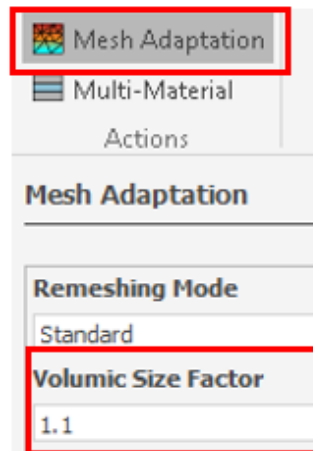 Mesh Adaptation
Multi-Material
Actions
Mesh Adaptation
Remeshing Mode
Standard
Volumic Size Factor
1.1